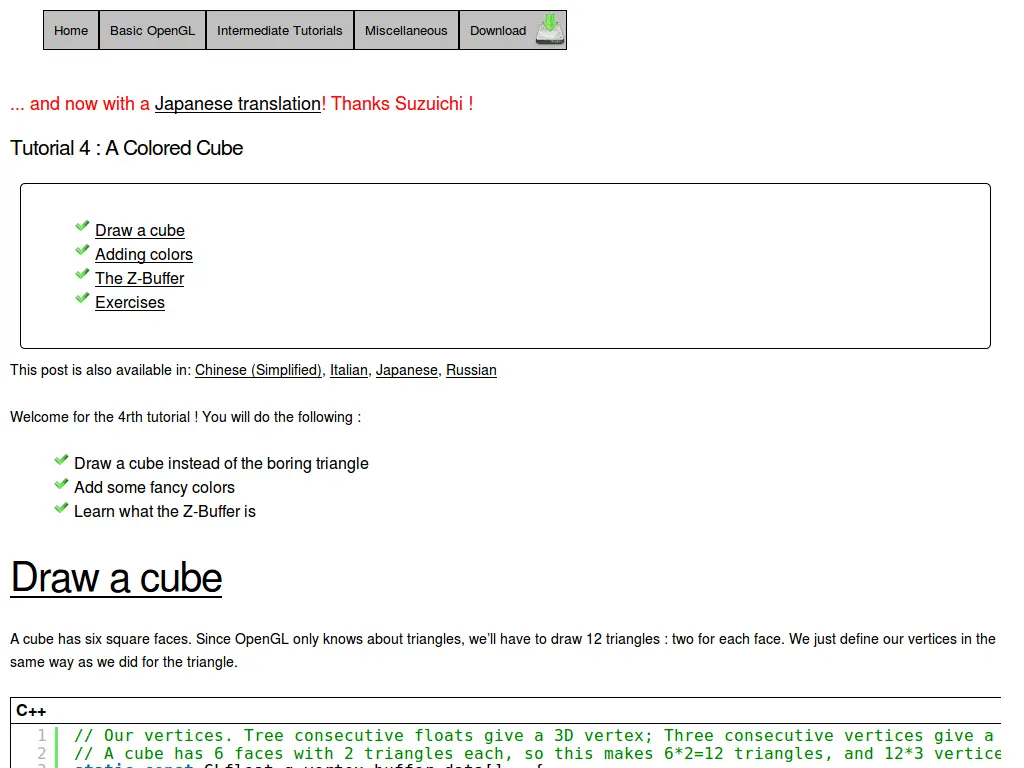 Home Basic OpenGL Intermediate Tutorials Miscellaneous Download
... and now with a Japanese translation! Thanks Suzuichi !
Tutorial 4 : A Colored Cube
Draw a cube
Adding colors
The Z-Buffer
Exercises
This post is also available in: Chinese (Simplified), Italian, Japanese, Russian
Welcome for the 4rth tutorial ! You will do the following :
Draw a cube instead of the boring triangle
Add some fancy colors
Learn what the Z-Buffer is
Draw a cube
A cube has six square faces. Since OpenGL only knows about triangles, we’ll have to draw 12 triangles : two for each face. We just define our vertices in the
same way as we did for the triangle.
C++
1 // Our vertices. Tree consecutive floats give a 3D vertex; Three consecutive vertices give a
2 // A cube has 6 faces with 2 triangles each, so this makes 6*2=12 triangles, and 12*3 vertice